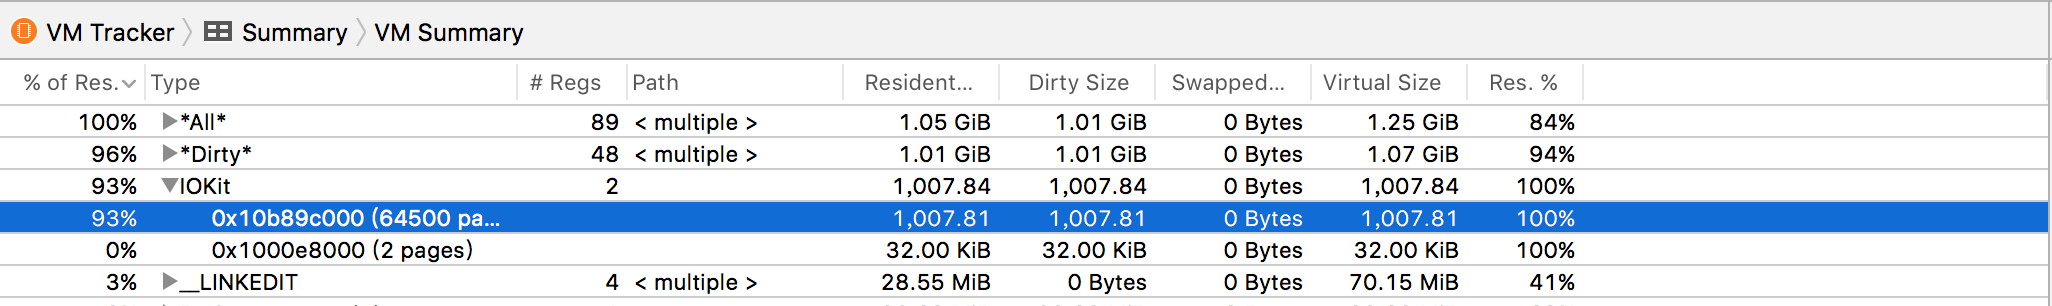 VM Tracker Summary VM Summary
% of Res. Type # Regs Path Resident... Dirty Size Swapped... Virtual Size Res. %
100% *All* 89 < multiple > 1.05 GiB 1.01 GiB 0 Bytes 1.25 GiB 84%
96% *Dirty* 48 < multiple > 1.01 GiB 1.01 GiB 0 Bytes 1.07 GiB 94%
93% IOKit 2 1,007.84 1,007.84 0 Bytes 1,007.84 100%
93% 0x10b89c000 (64500 pa... 1,007.81 1,007.81 0 Bytes 1,007.81 100%
0% 0x1000e8000 (2 pages) 32.00 KiB 32.00 KiB 0 Bytes 32.00 KiB 100%
3% __LINKEDIT 4 < multiple > 28.55 MiB 0 Bytes 70.15 MiB 41%